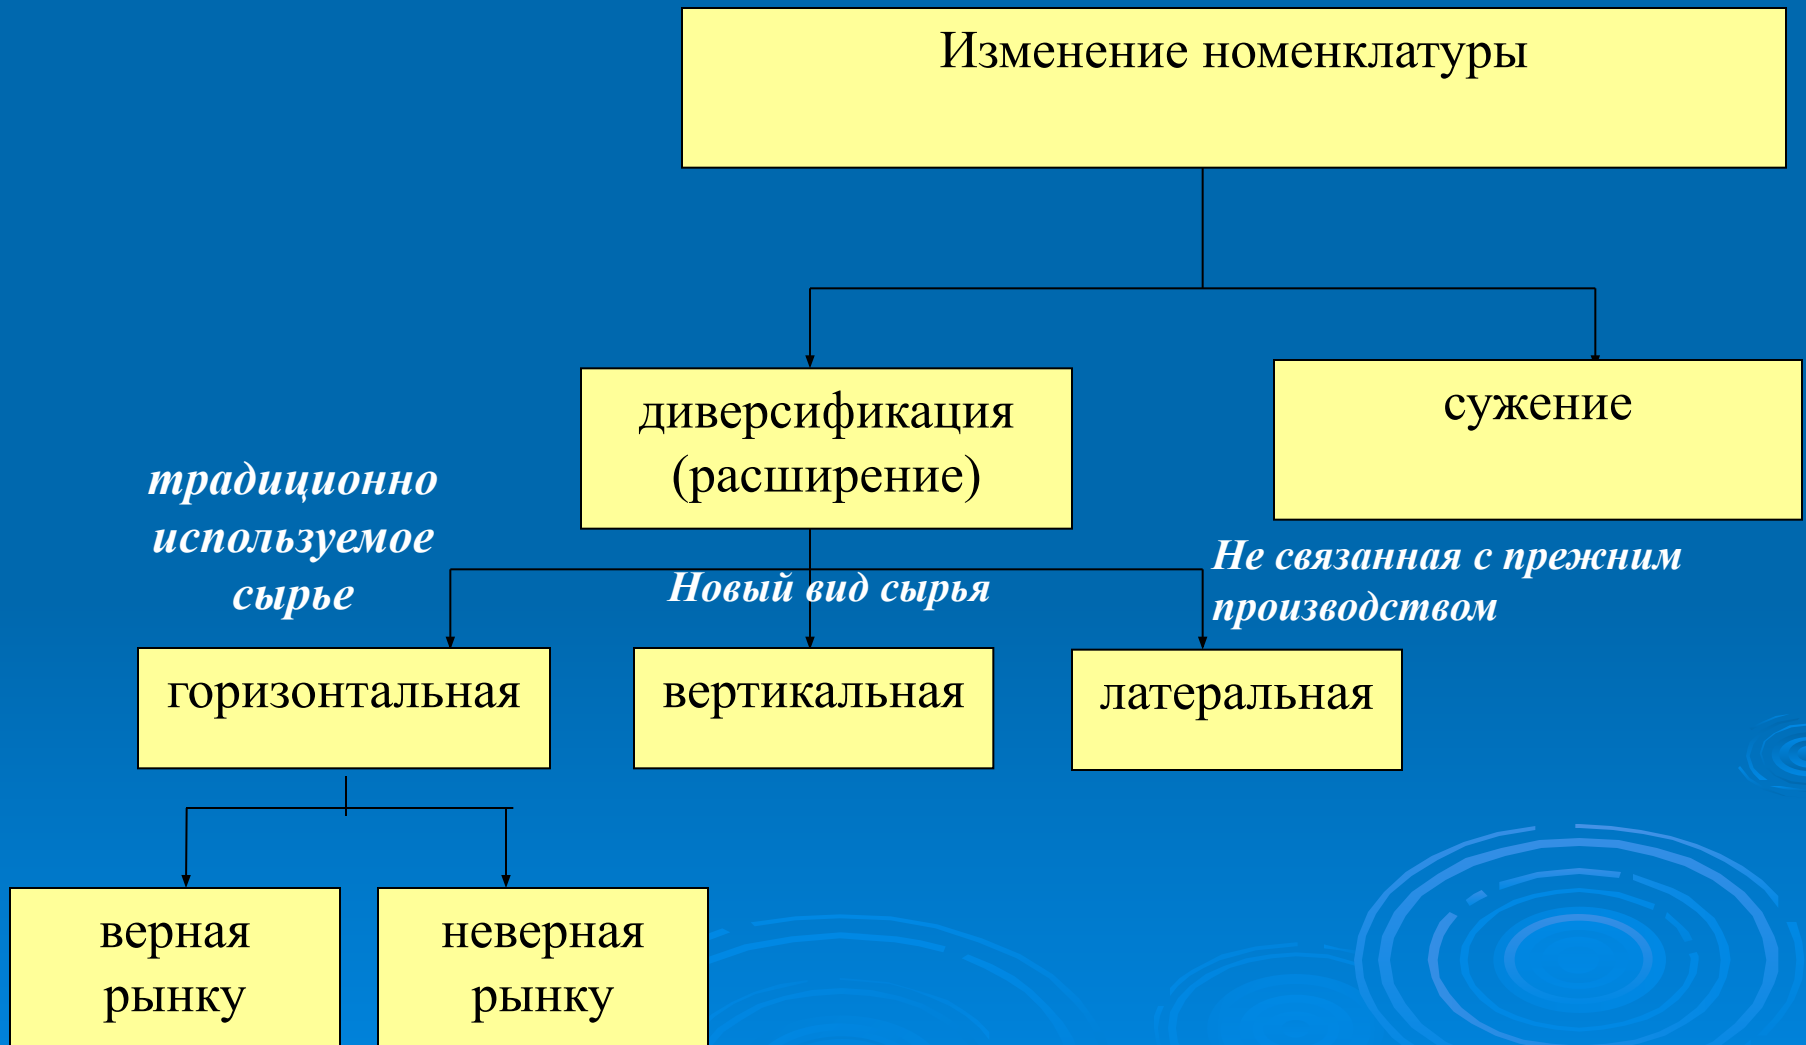 Изменение номенклатуры
диверсификация
(расширение)
сужение
традиционно
используемое
сырье
Новый вид сырья
Не связанная с прежним
производством
горизонтальная
вертикальная
латеральная
верная
рынку
неверная
рынку